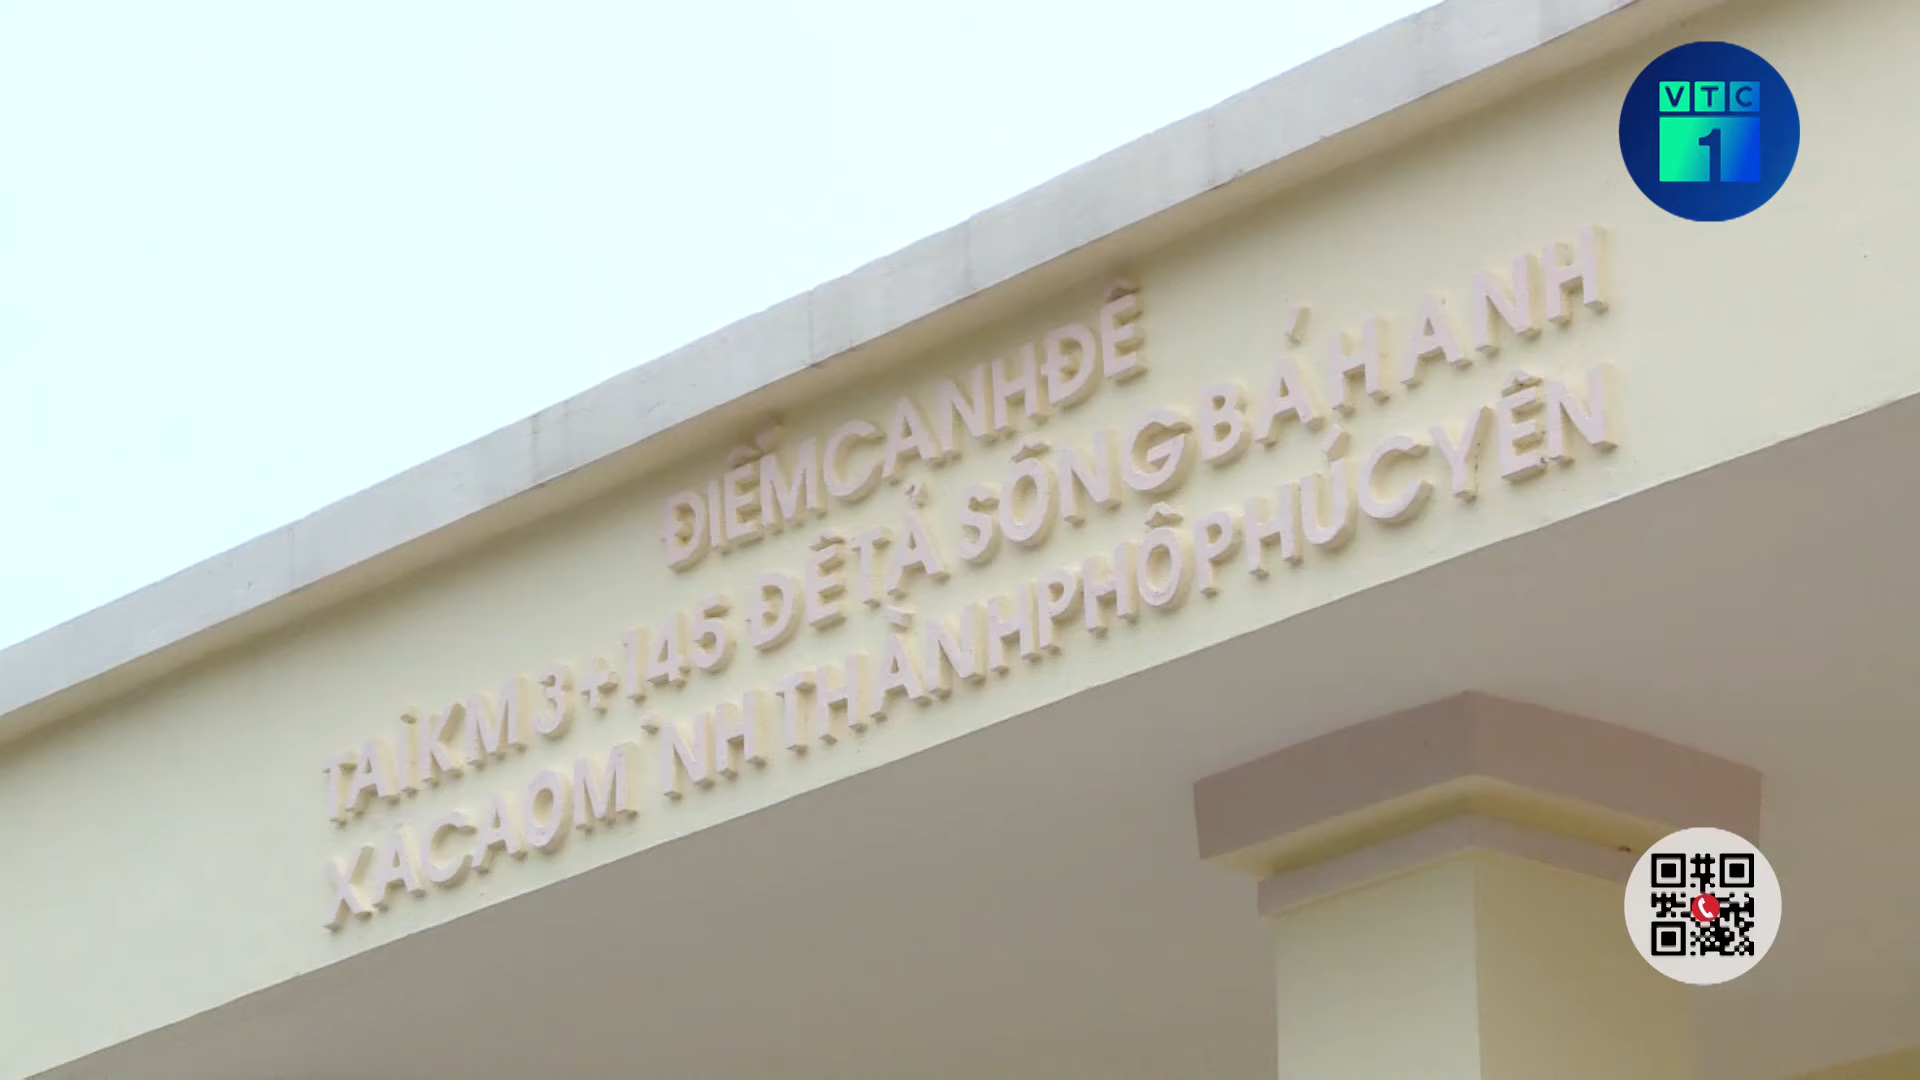 VTC
1
ĐIẾM CANH ĐÊ
TẠI KM 3+145 ĐÊ TẢ SÔNG BÁ HANH
XÃ CAO MINH THÀNH PHỐ PHÚC YÊN